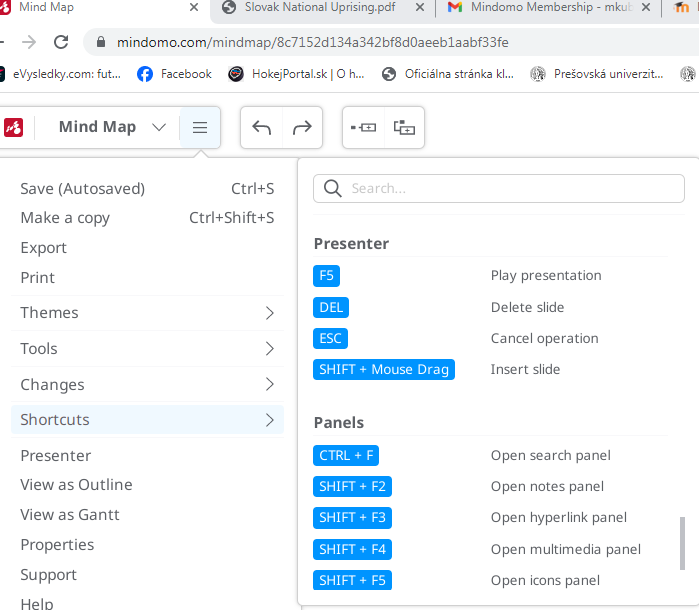 Mind Map
Slovak National Uprising.pdf
Mindomo Membership - mkub
mindomo.com/mindmap/8c7152d134a342bf8d0aeeb1aabf33fe
eVysledky.com: fut...
Facebook
HokejPortal.sk | O h...
Oficiálna stránka kl...
Prešovská univerzit...
Mind Map
Save (Autosaved) Ctrl+S
Make a copy Ctrl+Shift+S
Export
Print
Themes
Tools
Changes
Shortcuts
Presenter
View as Outline
View as Gantt
Properties
Support
Help
Search...
Presenter
F5 Play presentation
DEL Delete slide
ESC Cancel operation
SHIFT + Mouse Drag Insert slide
Panels
CTRL + F Open search panel
SHIFT + F2 Open notes panel
SHIFT + F3 Open hyperlink panel
SHIFT + F4 Open multimedia panel
SHIFT + F5 Open icons panel